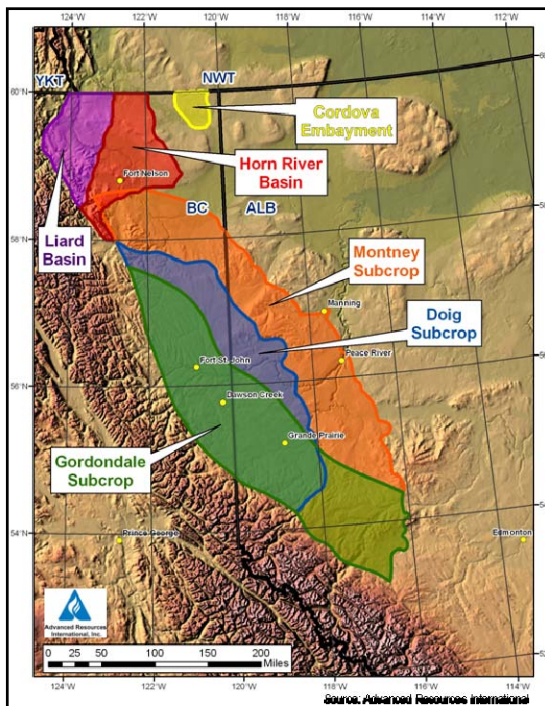 124°W
122°W
120°W
118°W
116°W
114°W
YKT
NWT
60°N
Cordova
Embayment
Horn River
Basin
Fort Nelson
BC
ALB
58°N
Liard
Basin
Montney
Subcrop
Manning
Doig
Subcrop
Peace River
Fort St. John
56°N
Dawson Creek
Grande Prairie
Gordondale
Subcrop
54°N
Prince George
Edmonton
Advanced Resources
International, Inc.
0 25 50 100 150 200
Miles
124°W
122°W
120°W
118°W
116°W
114°W
Source: Advanced Resources International